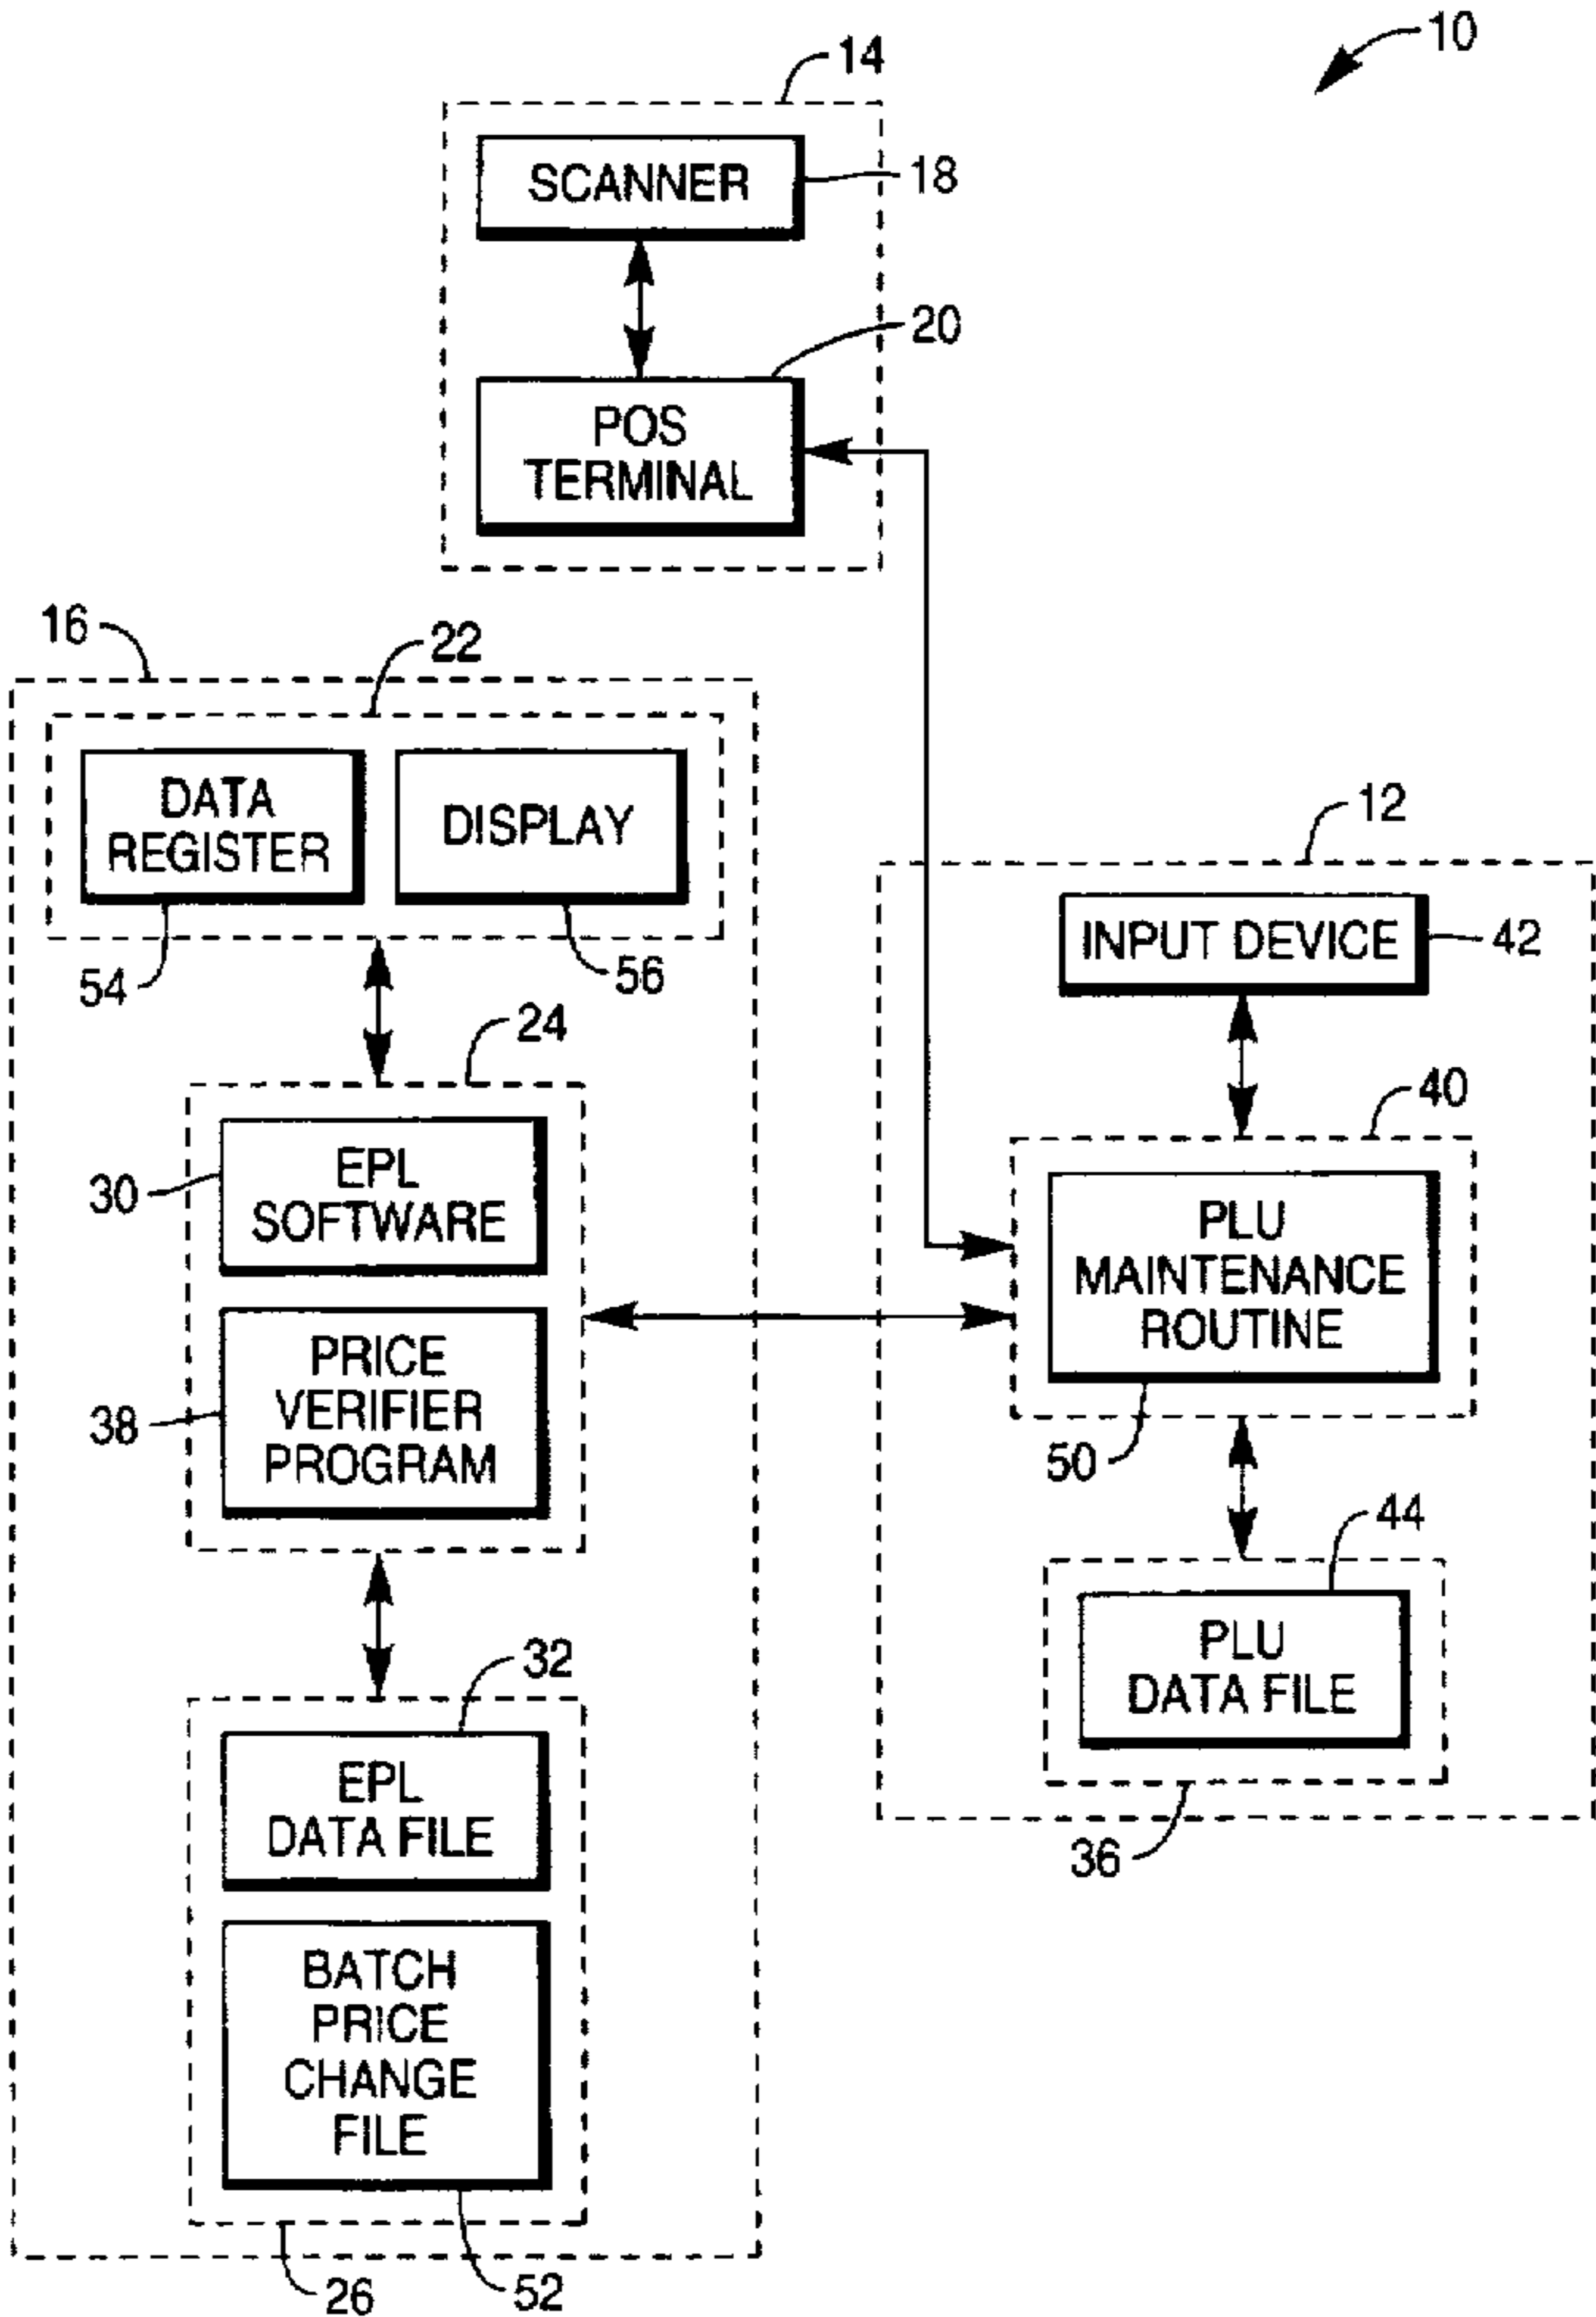 10
14
SCANNER
18
20
POS
TERMINAL
16
22
DATA
REGISTER
DISPLAY
54
56
12
INPUT DEVICE
42
24
40
30
EPL
SOFTWARE
PLU
MAINTENANCE
ROUTINE
38
PRICE
VERIFIER
PROGRAM
50
44
PLU
DATA FILE
32
EPL
DATA FILE
36
BATCH
PRICE
CHANGE
FILE
26
52